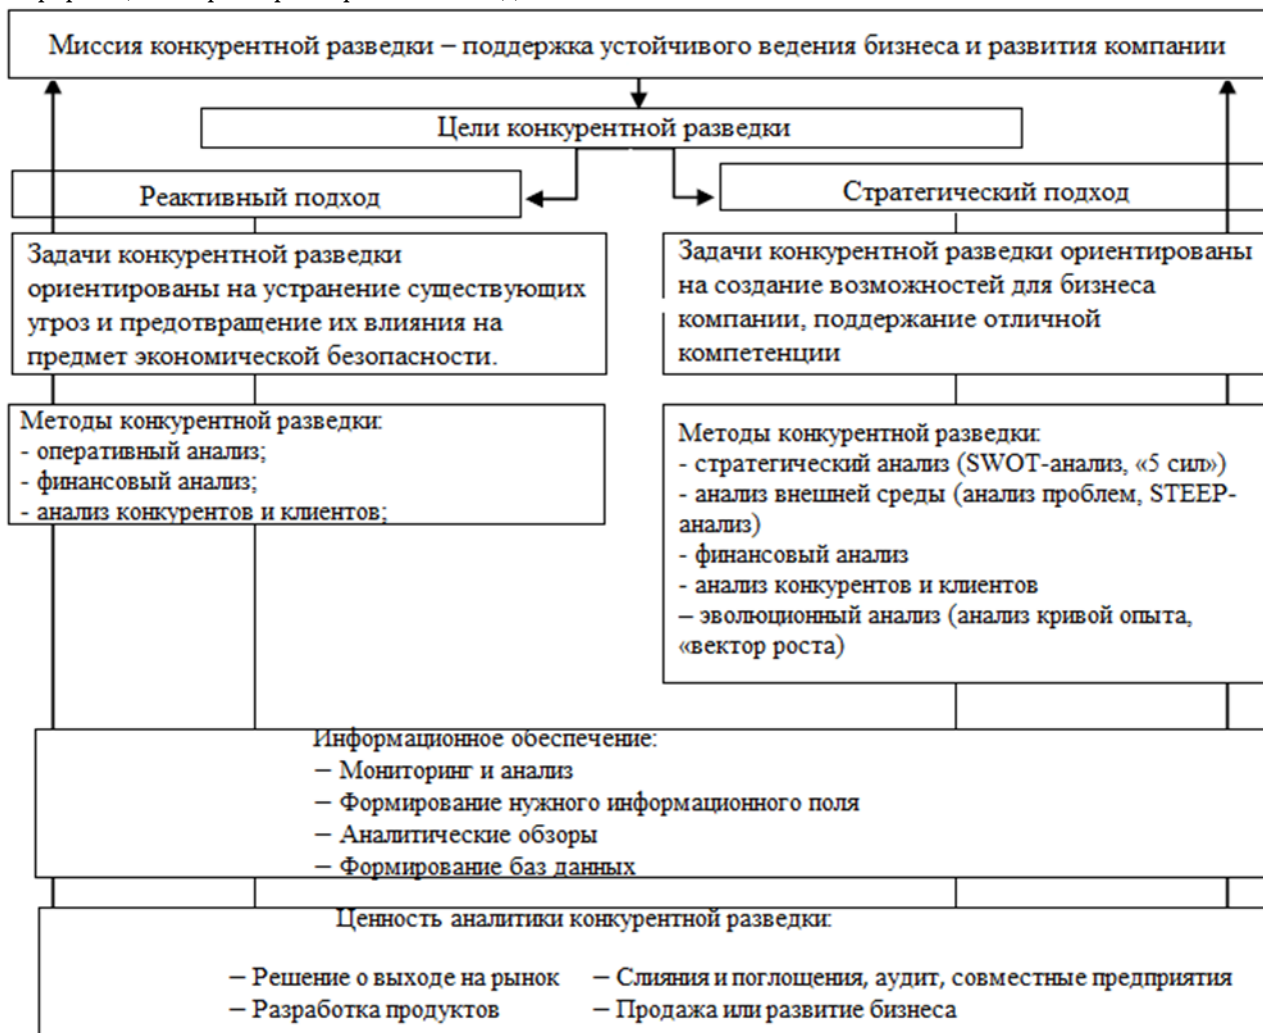 Миссия конкурентной разведки – поддержка устойчивого ведения бизнеса и развития компании
Цели конкурентной разведки
Реактивный подход
Стратегический подход
Задачи конкурентной разведки
ориентированы на устранение существующих
угроз и предотвращение их влияния на
предмет экономической безопасности.
Задачи конкурентной разведки ориентированы
на создание возможностей для бизнеса
компании, поддержание отличной
компетенции
Методы конкурентной разведки:
- оперативный анализ;
- финансовый анализ;
- анализ конкурентов и клиентов;
Методы конкурентной разведки:
- стратегический анализ (SWOT-анализ, «5 сил»)
- анализ внешней среды (анализ проблем, STEEP-
анализ)
- финансовый анализ
- анализ конкурентов и клиентов
– эволюционный анализ (анализ кривой опыта,
«вектор роста)
Информационное обеспечение:
– Мониторинг и анализ
– Формирование нужного информационного поля
– Аналитические обзоры
– Формирование баз данных
Ценность аналитики конкурентной разведки:
– Решение о выходе на рынок
– Слияния и поглощения, аудит, совместные предприятия
– Разработка продуктов
– Продажа или развитие бизнеса